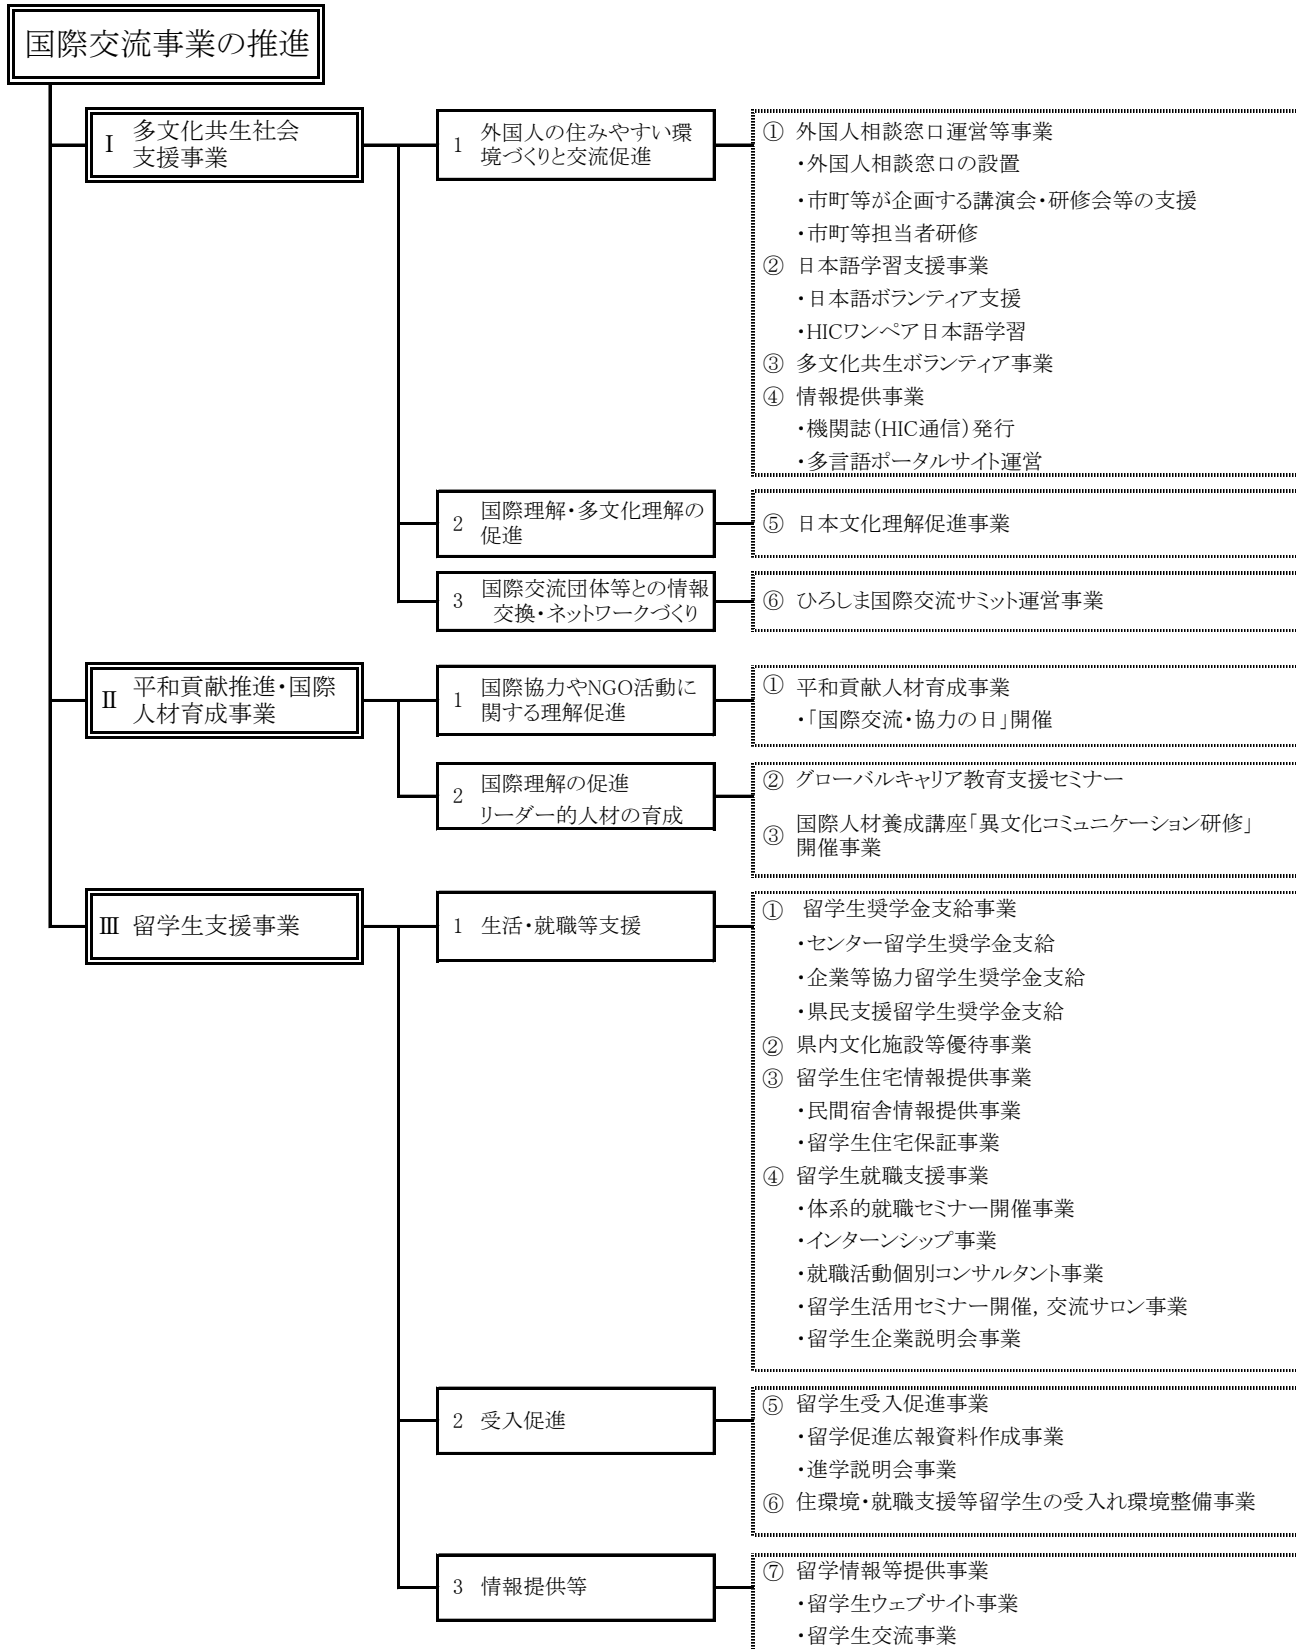 国際交流事業の推進
Ⅰ 多文化共生社会
支援事業
1 外国人の住みやすい環
境づくりと交流促進
① 外国人相談窓口運営等事業
・外国人相談窓口の設置
・市町等が企画する講演会・研修会等の支援
・市町等担当者研修
② 日本語学習支援事業
・日本語ボランティア支援
・HICワンペア日本語学習
③ 多文化共生ボランティア事業
④ 情報提供事業
・機関誌(HIC通信)発行
・多言語ポータルサイト運営
2 国際理解・多文化理解の
促進
⑤ 日本文化理解促進事業
3 国際交流団体等との情報
交換・ネットワークづくり
⑥ ひろしま国際交流サミット運営事業
Ⅱ 平和貢献推進・国際
人材育成事業
1 国際協力やNGO活動に
関する理解促進
① 平和貢献人材育成事業
・「国際交流・協力の日」開催
2 国際理解の促進
リーダー的人材の育成
② グローバルキャリア教育支援セミナー
③ 国際人材養成講座「異文化コミュニケーション研修」
開催事業
Ⅲ 留学生支援事業
1 生活・就職等支援
① 留学生奨学金支給事業
・センター留学生奨学金支給
・企業等協力留学生奨学金支給
・県民支援留学生奨学金支給
② 県内文化施設等優待事業
③ 留学生住宅情報提供事業
・民間宿舎情報提供事業
・留学生住宅保証事業
④ 留学生就職支援事業
・体系的就職セミナー開催事業
・インターンシップ事業
・就職活動個別コンサルタント事業
・留学生活用セミナー開催, 交流サロン事業
・留学生企業説明会事業
2 受入促進
⑤ 留学生受入促進事業
・留学促進広報資料作成事業
・進学説明会事業
⑥ 住環境・就職支援等留学生の受入れ環境整備事業
3 情報提供等
⑦ 留学情報等提供事業
・留学生ウェブサイト事業
・留学生交流事業